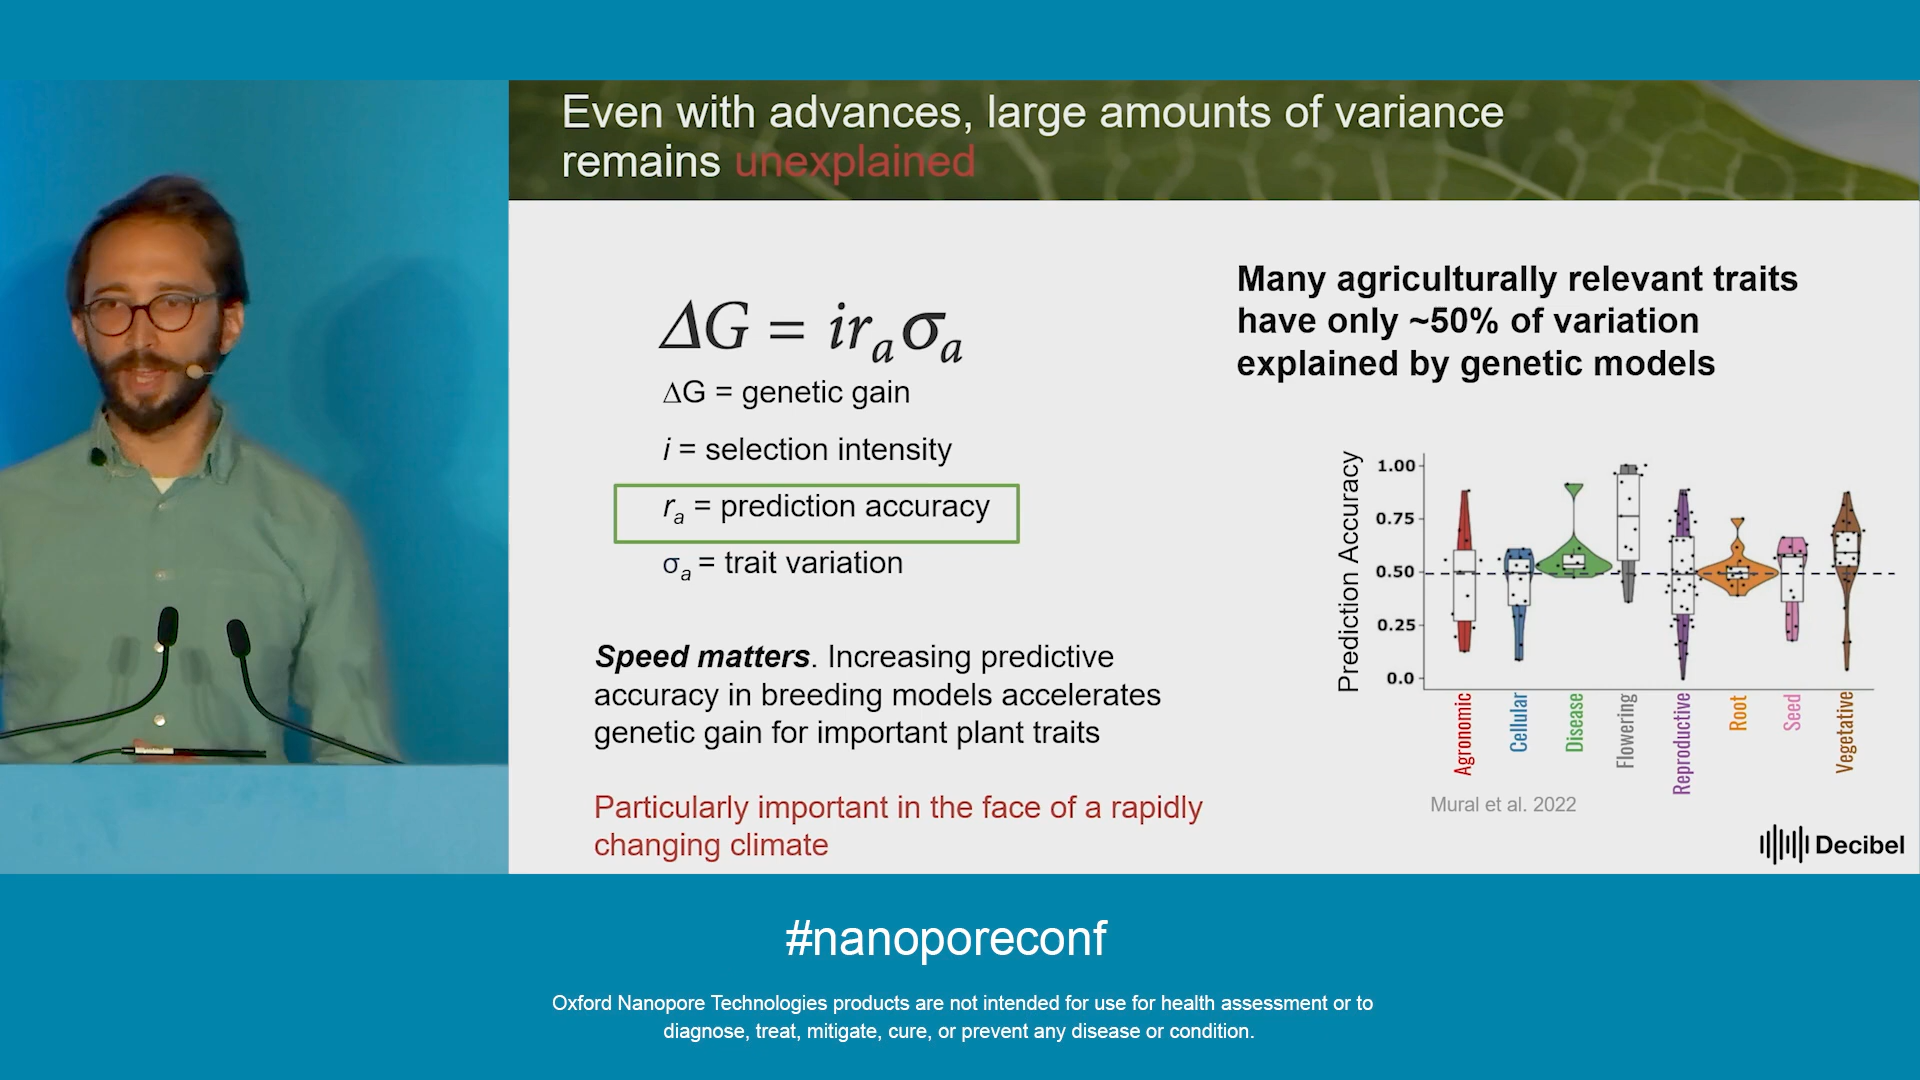 Even with advances, large amounts of variance
remains unexplained
ΔG = irₐσₐ
ΔG = genetic gain
i = selection intensity
rₐ = prediction accuracy
σₐ = trait variation
Speed matters. Increasing predictive
accuracy in breeding models accelerates
genetic gain for important plant traits
Particularly important in the face of a rapidly
changing climate
Many agriculturally relevant traits
have only ~50% of variation
explained by genetic models
Prediction Accuracy
1.00
0.75
0.50
0.25
0.0
Agronomic
Cellular
Disease
Flowering
Reproductive
Root
Seed
Vegetative
Mural et al. 2022
Decibel
#nanoporeconf
Oxford Nanopore Technologies products are not intended for use for health assessment or to
diagnose, treat, mitigate, cure, or prevent any disease or condition.